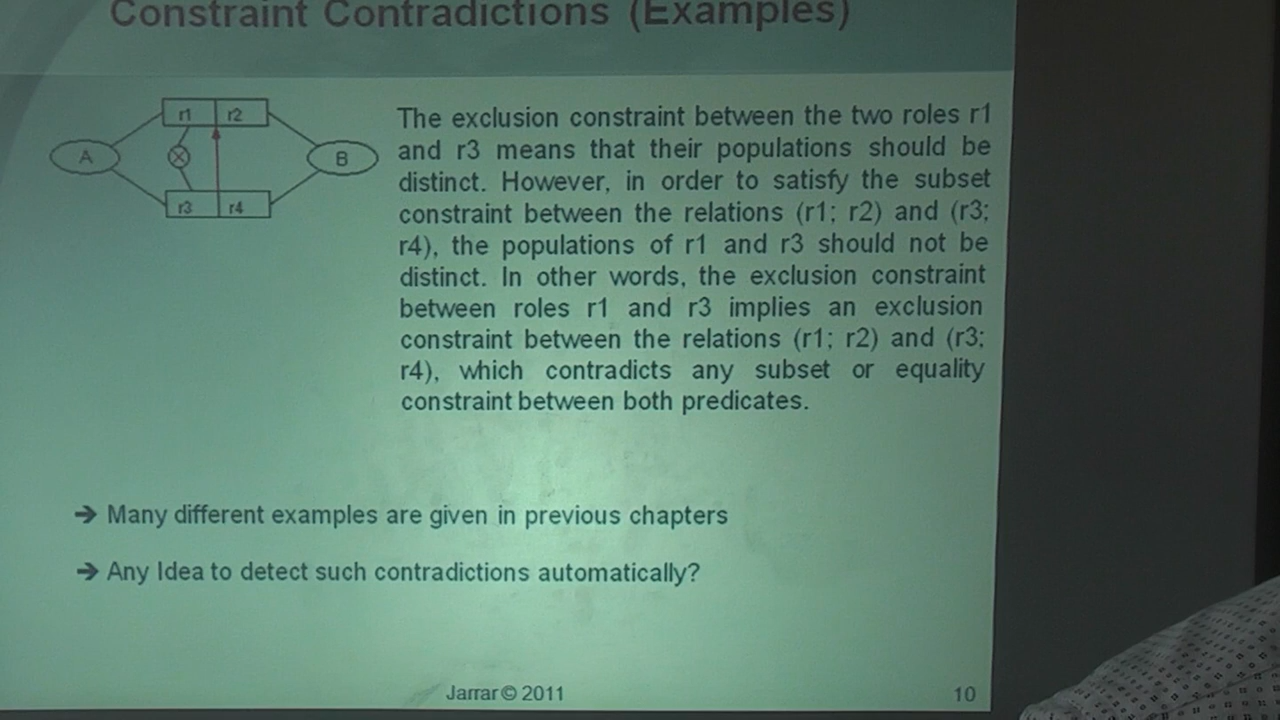 Constraint Contradictions (Examples)
r1 r2
A
B
r3 r4
The exclusion constraint between the two roles r1
and r3 means that their populations should be
distinct. However, in order to satisfy the subset
constraint between the relations (r1; r2) and (r3;
r4), the populations of r1 and r3 should not be
distinct. In other words, the exclusion constraint
between roles r1 and r3 implies an exclusion
constraint between the relations (r1; r2) and (r3;
r4), which contradicts any subset or equality
constraint between both predicates.
➔ Many different examples are given in previous chapters
➔ Any Idea to detect such contradictions automatically?
Jarrar © 2011
10